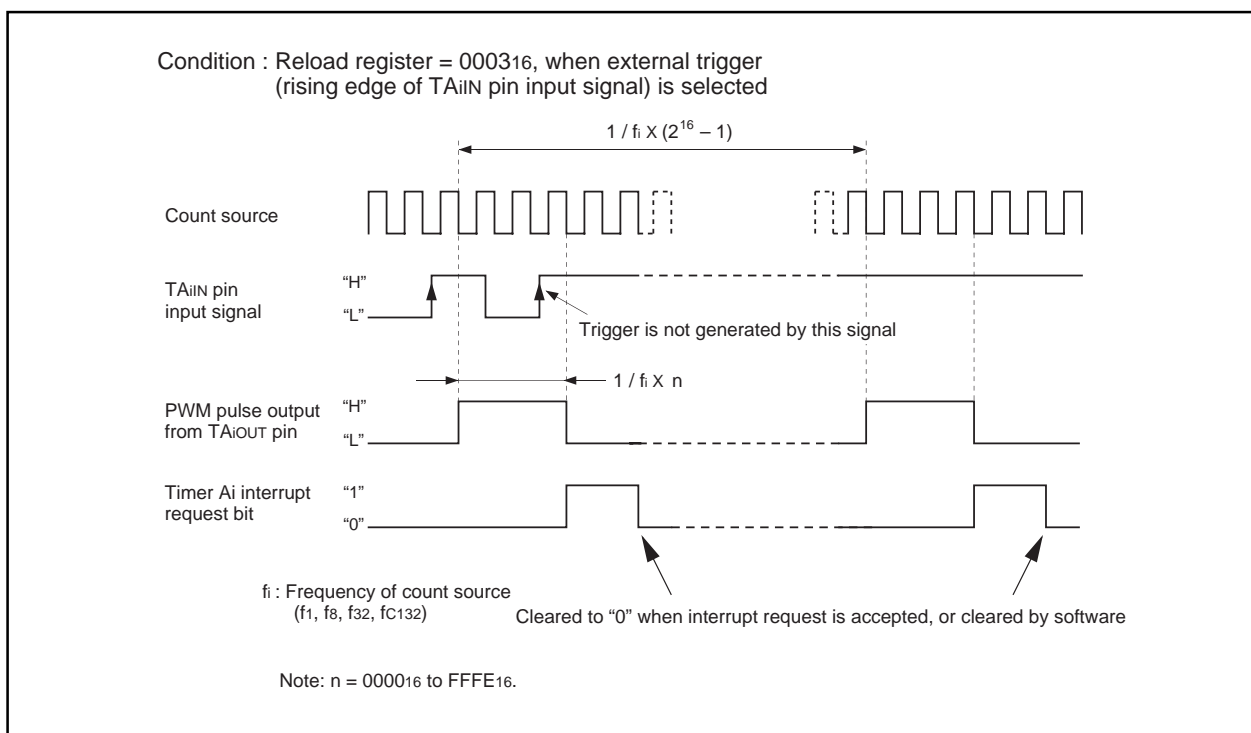 Condition : Reload register = 000316, when external trigger
(rising edge of TAiIN pin input signal) is selected
1 / fi X (2^16 – 1)
Count source
TAiIN pin
input signal
“H”
“L”
Trigger is not generated by this signal
1 / fi X n
PWM pulse output
from TAiOUT pin
“H”
“L”
Timer Ai interrupt
request bit
“1”
“0”
fi : Frequency of count source
(f1, f8, f32, fC132)
Cleared to “0” when interrupt request is accepted, or cleared by software
Note: n = 000016 to FFFE16.